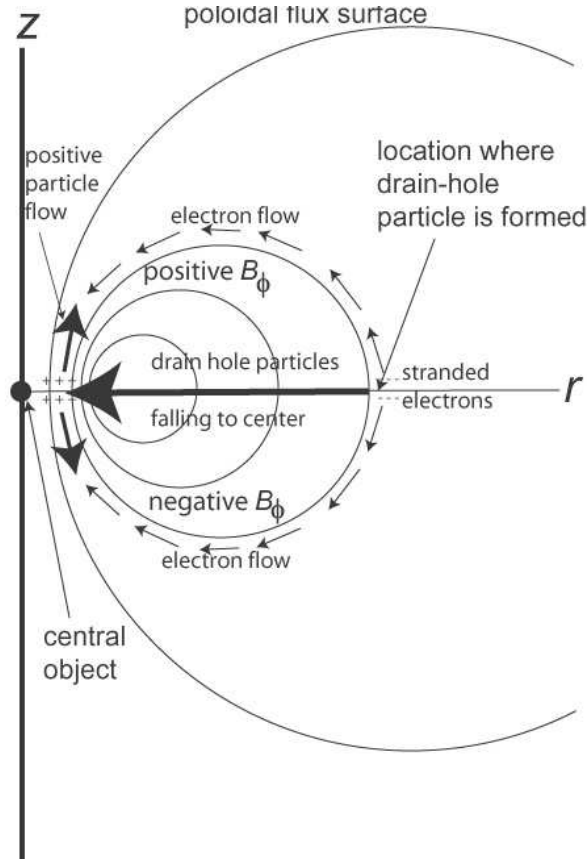 poloidal flux surface
z
positive
particle
flow
location where
drain-hole
particle is formed
electron flow
positive Bϕ
drain hole particles
+ + +
+ + +
stranded
r
electrons
falling to center
negative Bϕ
electron flow
central
object